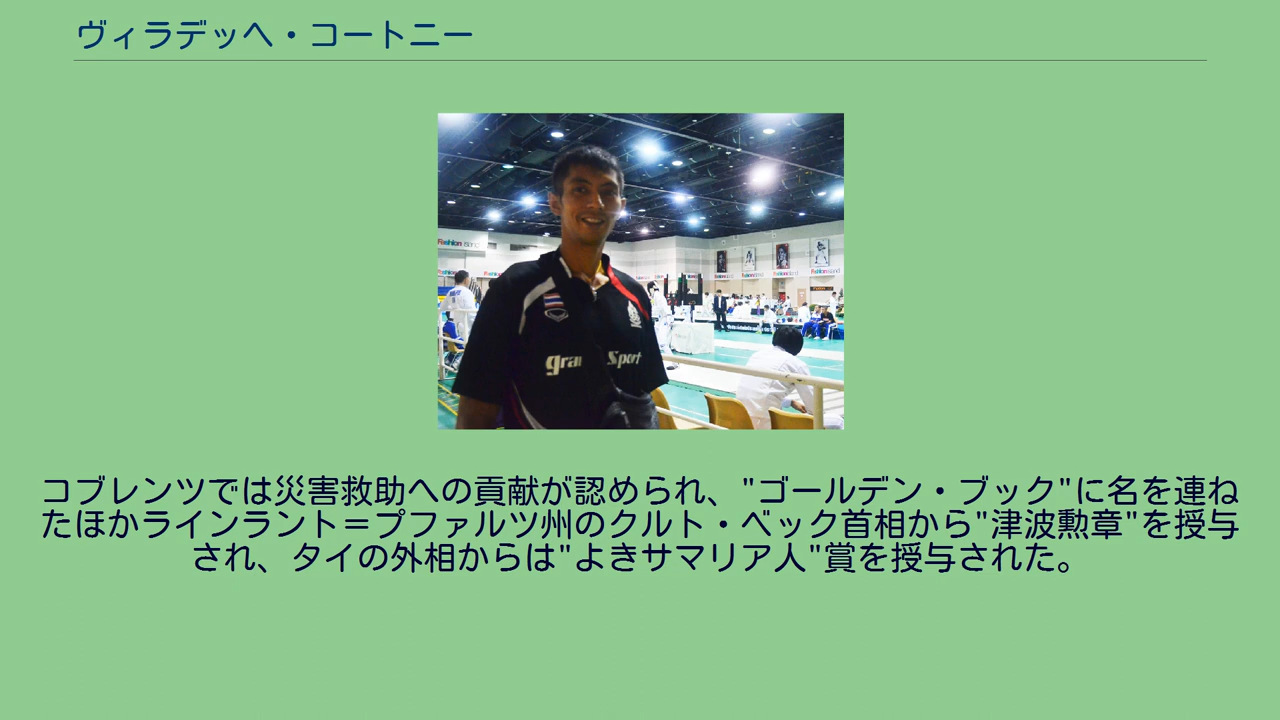 ヴィラデッヘ・コートニー
Fashion Island
gran Sport
コブレンツでは災害救助への貢献が認められ、"ゴールデン・ブック"に名を連ね
たほかラインラント＝プファルツ州のクルト・ベック首相から"津波勲章"を授与
され、タイの外相からは"よきサマリア人"賞を授与された。